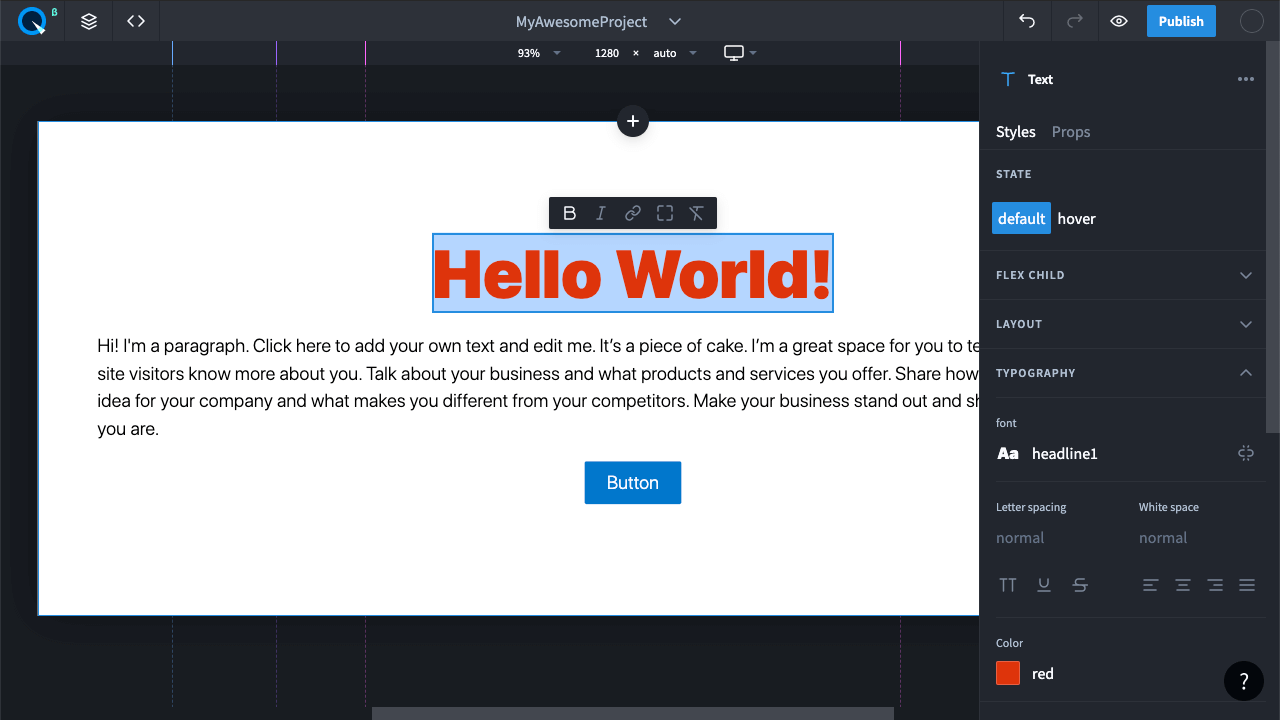 β
MyAwesomeProject
Publish
93% 1280 × auto
Text
Styles Props
STATE
default hover
FLEX CHILD
LAYOUT
TYPOGRAPHY
font
Aa headline1
Letter spacing White space
normal normal
Color
red
?
B I
Hello World!
Hi! I'm a paragraph. Click here to add your own text and edit me. It’s a piece of cake. I’m a great space for you to te
site visitors know more about you. Talk about your business and what products and services you offer. Share how
idea for your company and what makes you different from your competitors. Make your business stand out and sh
you are.
Button